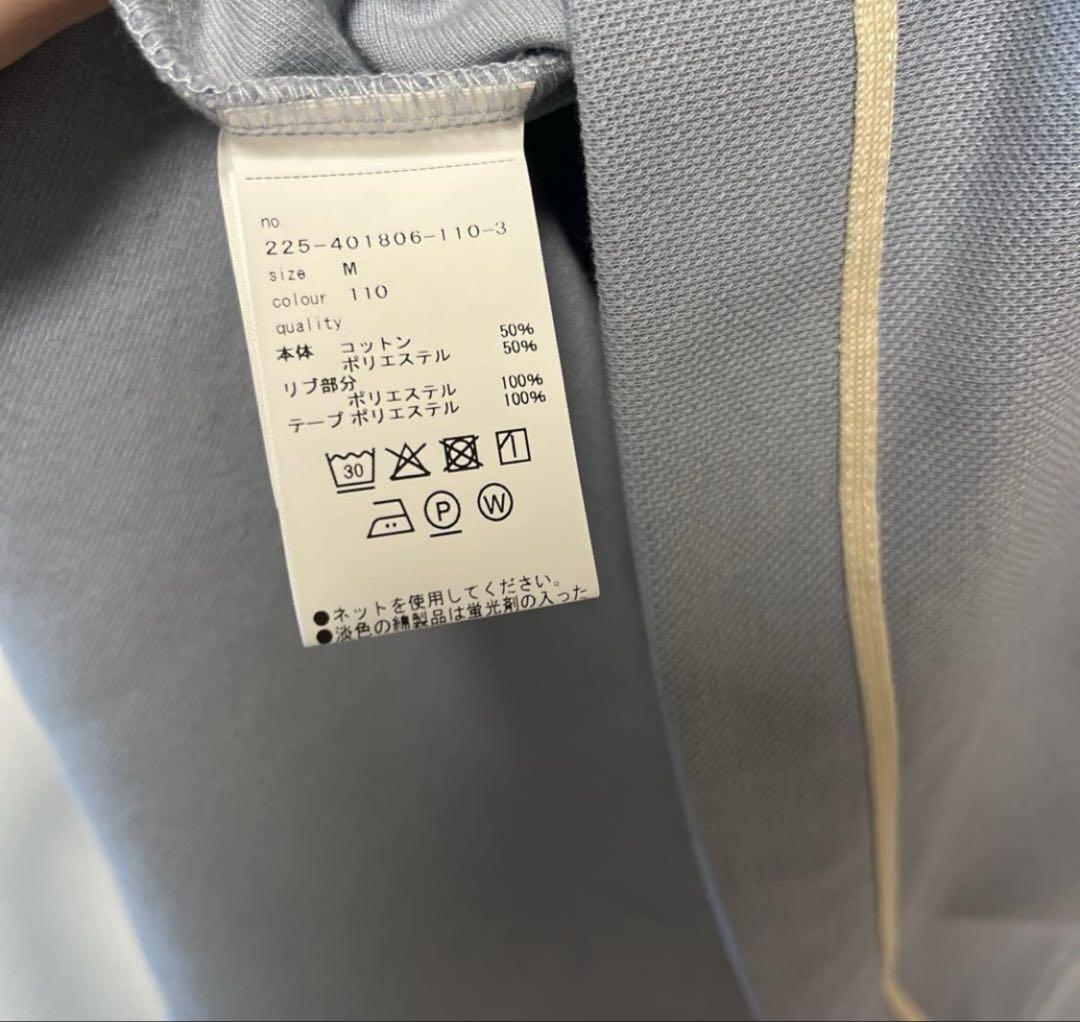 no.
225-401806-110-3
size M
colour 110
quality
本体 コットン 50%
ポリエステル 50%
リブ部分
ポリエステル 100%
テープ ポリエステル 100%
30
P W
●ネットを使用してください。
●淡色の綿製品は蛍光剤の入った